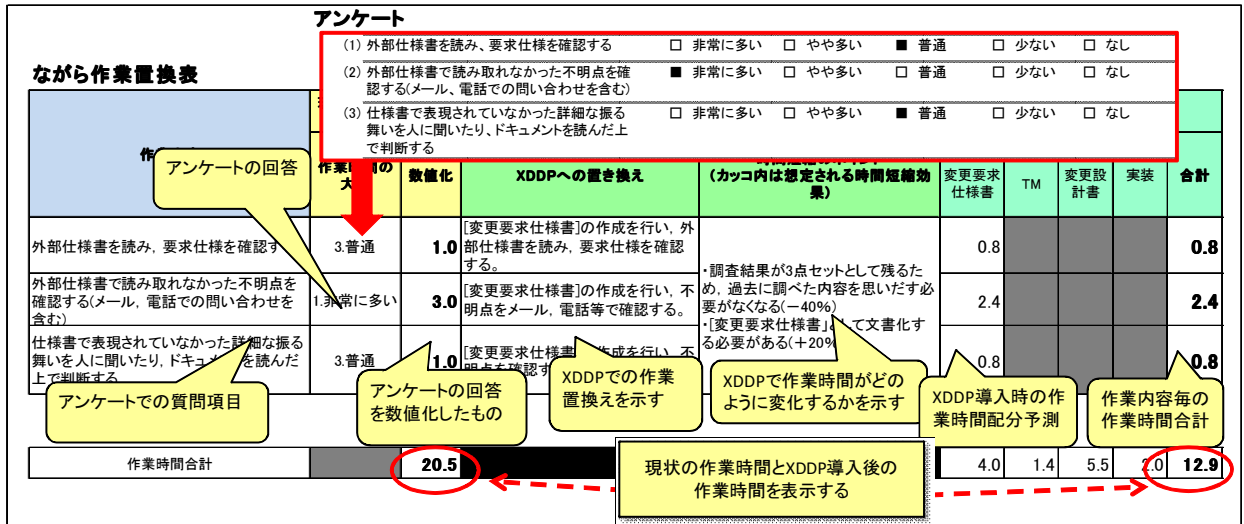 アンケート
(1) 外部仕様書を読み、要求仕様を確認する □ 非常に多い □ やや多い ■ 普通 □ 少ない □ なし
(2) 外部仕様書で読み取れなかった不明点を確 ■ 非常に多い □ やや多い □ 普通 □ 少ない □ なし
認する(メール、電話での問い合わせを含む)
(3) 仕様書で表現されていなかった詳細な振る □ 非常に多い □ やや多い ■ 普通 □ 少ない □ なし
舞いを人に聞いたり、ドキュメントを読んだ上
で判断する
ながら作業置換表
アンケートの回答
数値化
XDDPへの置き換え
(カッコ内は想定される時間短縮効
果)
変更要求
仕様書
TM
変更設
計書
実装
合計
外部仕様書を読み，要求仕様を確認す
3.普通
1.0
[変更要求仕様書]の作成を行い，外
部仕様書を読み，要求仕様を確認
する。
0.8
0.8
外部仕様書で読み取れなかった不明点を
確認する(メール，電話での問い合わせを
含む)
1.非常に多い
3.0
[変更要求仕様書]の作成を行い，不
明点をメール，電話等で確認する。
・調査結果が3点セットとして残るた
め，過去に調べた内容を思いだす必
要がなくなる(－40%)
・[変更要求仕様書]として文書化す
る必要がある(＋20%
2.4
2.4
仕様書で表現されていなかった詳細な振る
舞いを人に聞いたり，ドキュメントを読んだ
上で判断する
3.普通
1.0
0.8
0.8
アンケートでの質問項目
アンケートの回答
を数値化したもの
XDDPでの作業
置換えを示す
XDDPで作業時間がど
のように変化するかを示す
XDDP導入時の作
業時間配分予測
作業内容毎の
作業時間合計
作業時間合計
20.5
現状の作業時間とXDDP導入後の
作業時間を表示する
4.0
1.4
5.5
2.0
12.9